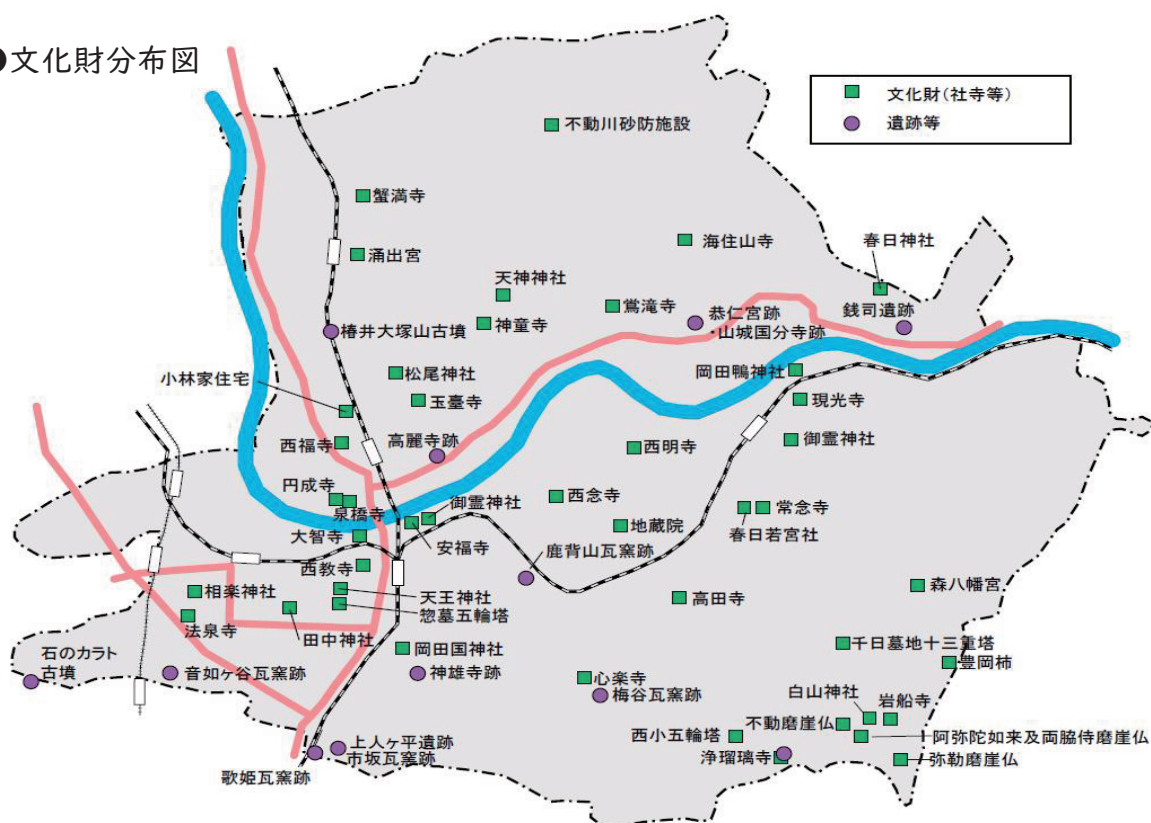 ●文化財分布図
文化財(社寺等)
遺跡等
不動川砂防施設
蟹満寺
海住山寺
春日神社
涌出宮
天神神社
鶯滝寺
恭仁宮跡
・山城国分寺跡
銭司遺跡
神童寺
椿井大塚山古墳
松尾神社
岡田鴨神社
小林家住宅
玉臺寺
現光寺
西福寺
高麗寺跡
西明寺
御霊神社
円成寺
泉橋寺
御霊神社
西念寺
常念寺
春日若宮社
大智寺
安福寺
地蔵院
西教寺
鹿背山瓦窯跡
相楽神社
天王神社
惣墓五輪塔
高田寺
森八幡宮
法泉寺
田中神社
千日墓地十三重塔
石のカラト
古墳
音如ヶ谷瓦窯跡
岡田国神社
神雄寺跡
心楽寺
梅谷瓦窯跡
豊岡柿
白山神社
岩船寺
西小五輪塔
不動磨崖仏
阿弥陀如来及両脇侍磨崖仏
上人ヶ平遺跡
市坂瓦窯跡
浄瑠璃寺
弥勒磨崖仏
歌姫瓦窯跡